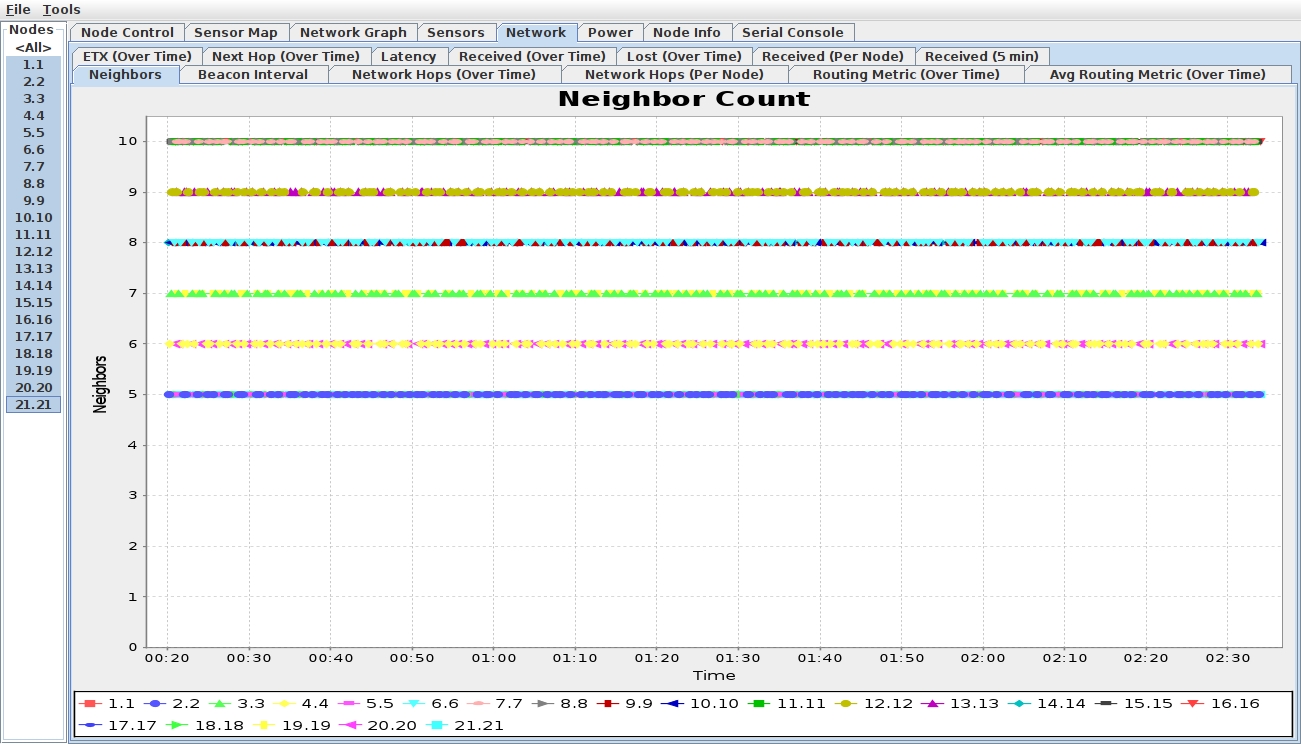 File Tools
Nodes
<All>
1.1
2.2
3.3
4.4
5.5
6.6
7.7
8.8
9.9
10.10
11.11
12.12
13.13
14.14
15.15
16.16
17.17
18.18
19.19
20.20
21.21
Node Control Sensor Map Network Graph Sensors Network Power Node Info Serial Console
ETX (Over Time) Next Hop (Over Time) Latency Received (Over Time) Lost (Over Time) Received (Per Node) Received (5 min)
Neighbors Beacon Interval Network Hops (Over Time) Network Hops (Per Node) Routing Metric (Over Time) Avg Routing Metric (Over Time)
Neighbor Count
Neighbors
10
9
8
7
6
5
4
3
2
1
0
00:20 00:30 00:40 00:50 01:00 01:10 01:20 01:30 01:40 01:50 02:00 02:10 02:20 02:30
Time
1.1 2.2 3.3 4.4 5.5 6.6 7.7 8.8 9.9 10.10 11.11 12.12 13.13 14.14 15.15 16.16
17.17 18.18 19.19 20.20 21.21